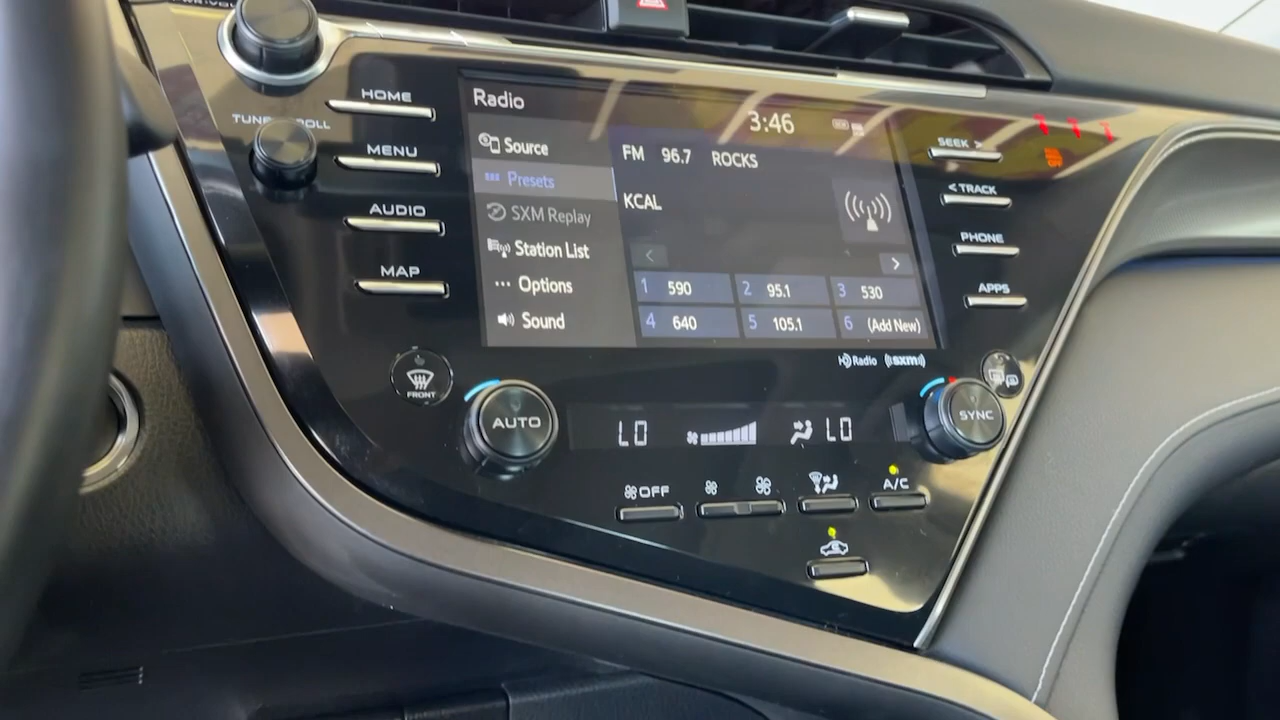 HOME
MENU
AUDIO
MAP
Radio
3:46
Source
Presets
SXM Replay
Station List
Options
Sound
FM 96.7 ROCKS
KCAL
<
>
1 590
2 95.1
3 530
4 640
5 105.1
6 (Add New)
SEEK >
< TRACK
PHONE
APPS
OFF
HD Radio
((sxm))
FRONT
AUTO
LO
LO
SYNC
OFF
A/C